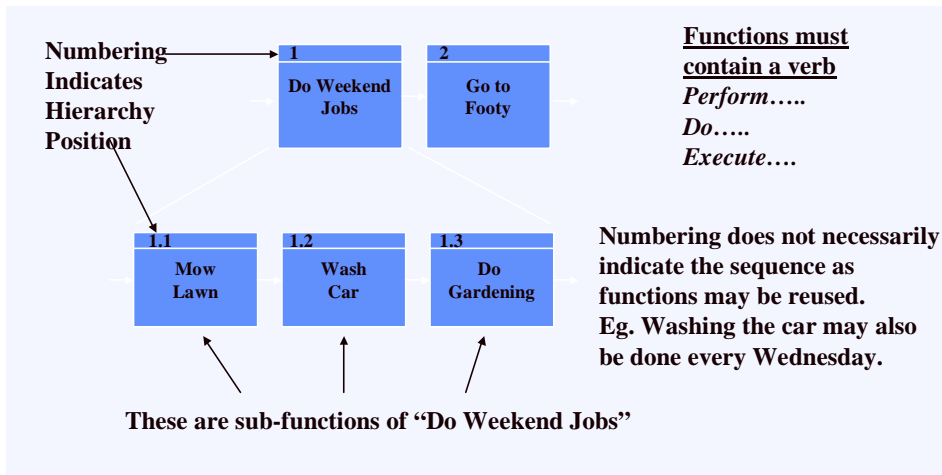 Numbering
Indicates
Hierarchy
Position
1
Do Weekend
Jobs
2
Go to
Footy
Functions must
contain a verb
Perform…..
Do…..
Execute….
1.1
Mow
Lawn
1.2
Wash
Car
1.3
Do
Gardening
Numbering does not necessarily
indicate the sequence as
functions may be reused.
Eg. Washing the car may also
be done every Wednesday.
These are sub-functions of “Do Weekend Jobs”